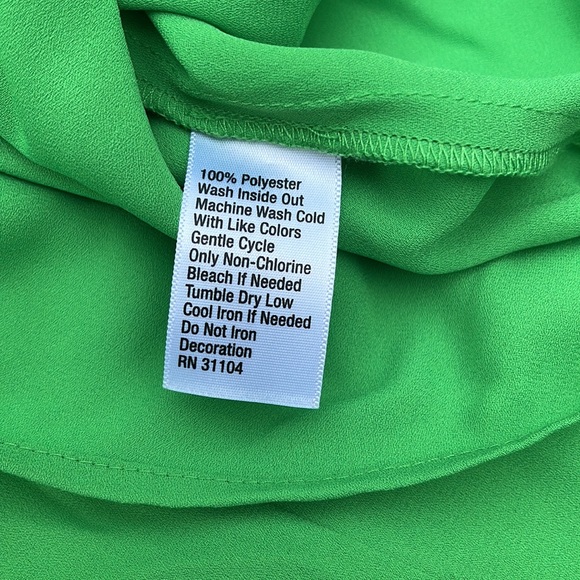 100% Polyester
Wash Inside Out
Machine Wash Cold
With Like Colors
Gentle Cycle
Only Non-Chlorine
Bleach If Needed
Tumble Dry Low
Cool Iron If Needed
Do Not Iron
Decoration
RN 31104